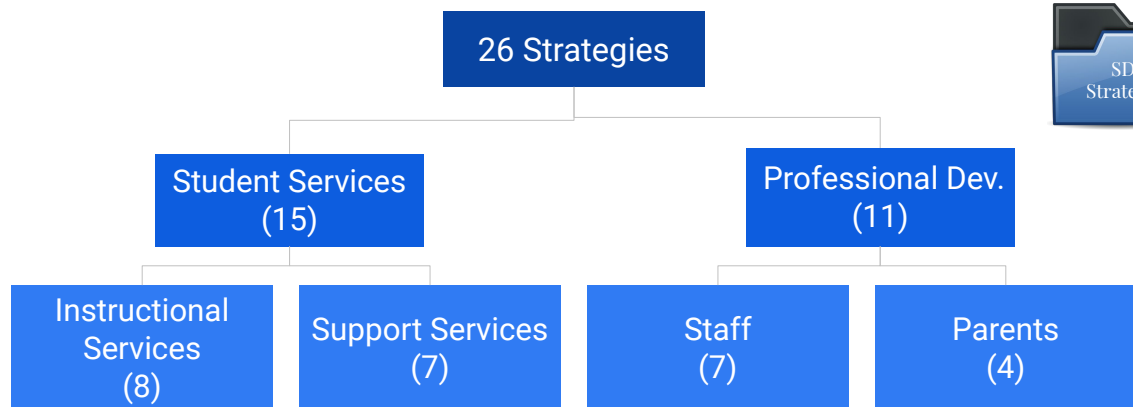 26 Strategies
Student Services
(15)
Professional Dev.
(11)
Instructional
Services
(8)
Support Services
(7)
Staff
(7)
Parents
(4)